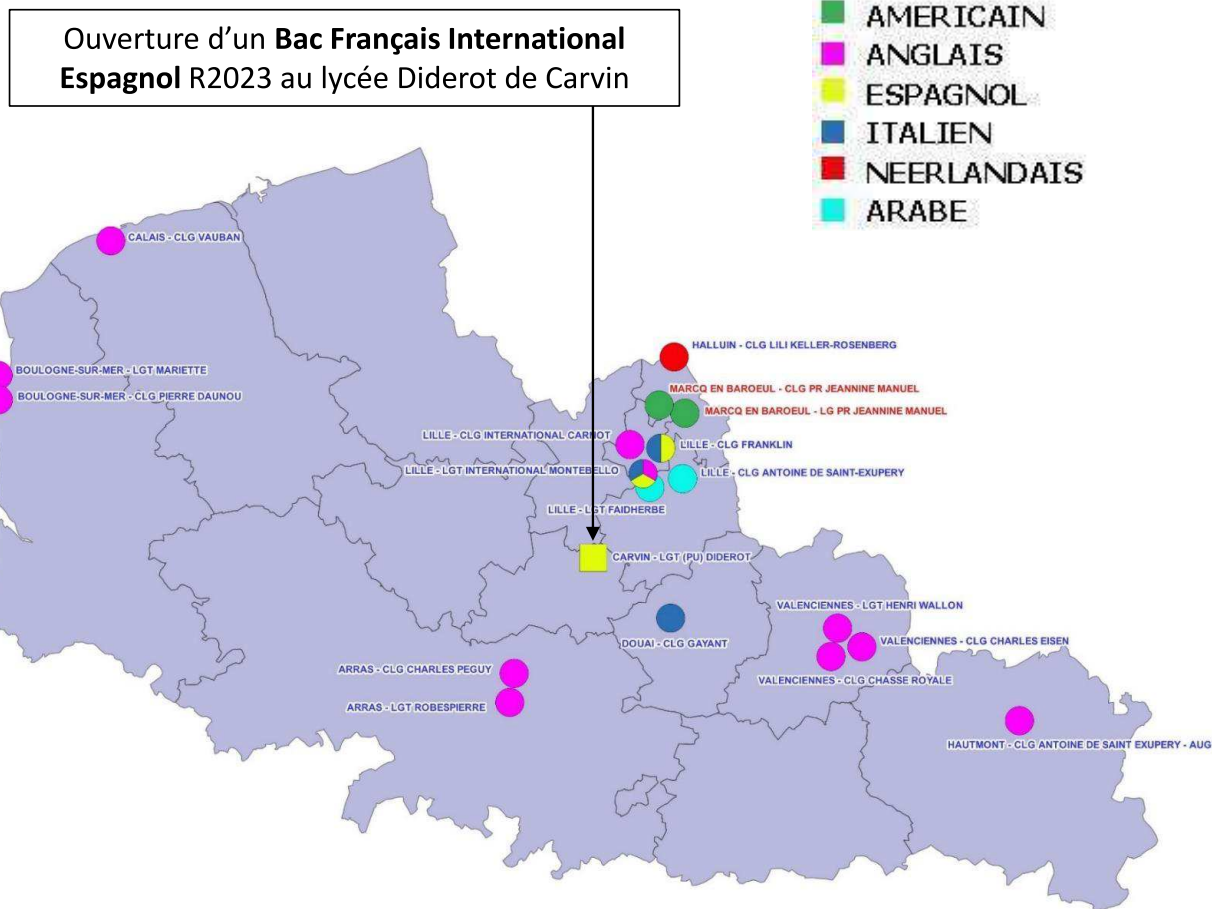 Ouverture d’un Bac Français International
Espagnol R2023 au lycée Diderot de Carvin
AMERICAIN
ANGLAIS
ESPAGNOL
ITALIEN
NEERLANDAIS
ARABE
CALAIS - CLG VAUBAN
BOULOGNE-SUR-MER - LGT MARIETTE
BOULOGNE-SUR-MER - CLG PIERRE DAUNOU
HALLUIN - CLG LILI KELLER-ROSENBERG
MARCQ EN BAROEUL - CLG PR JEANNINE MANUEL
MARCQ EN BAROEUL - LG PR JEANNINE MANUEL
LILLE - CLG INTERNATIONAL CARNOT
LILLE - CLG FRANKLIN
LILLE - LGT INTERNATIONAL MONTEBELLO
LILLE - CLG ANTOINE DE SAINT-EXUPERY
LILLE - LGT FAIDHERBE
CARVIN - LGT (PU) DIDEROT
DOUAI - CLG GAYANT
VALENCIENNES - LGT HENRI WALLON
VALENCIENNES - CLG CHARLES EISEN
VALENCIENNES - CLG CHASSE ROYALE
ARRAS - CLG CHARLES PEGUY
ARRAS - LGT ROBESPIERRE
HAUTMONT - CLG ANTOINE DE SAINT EXUPERY - AUG